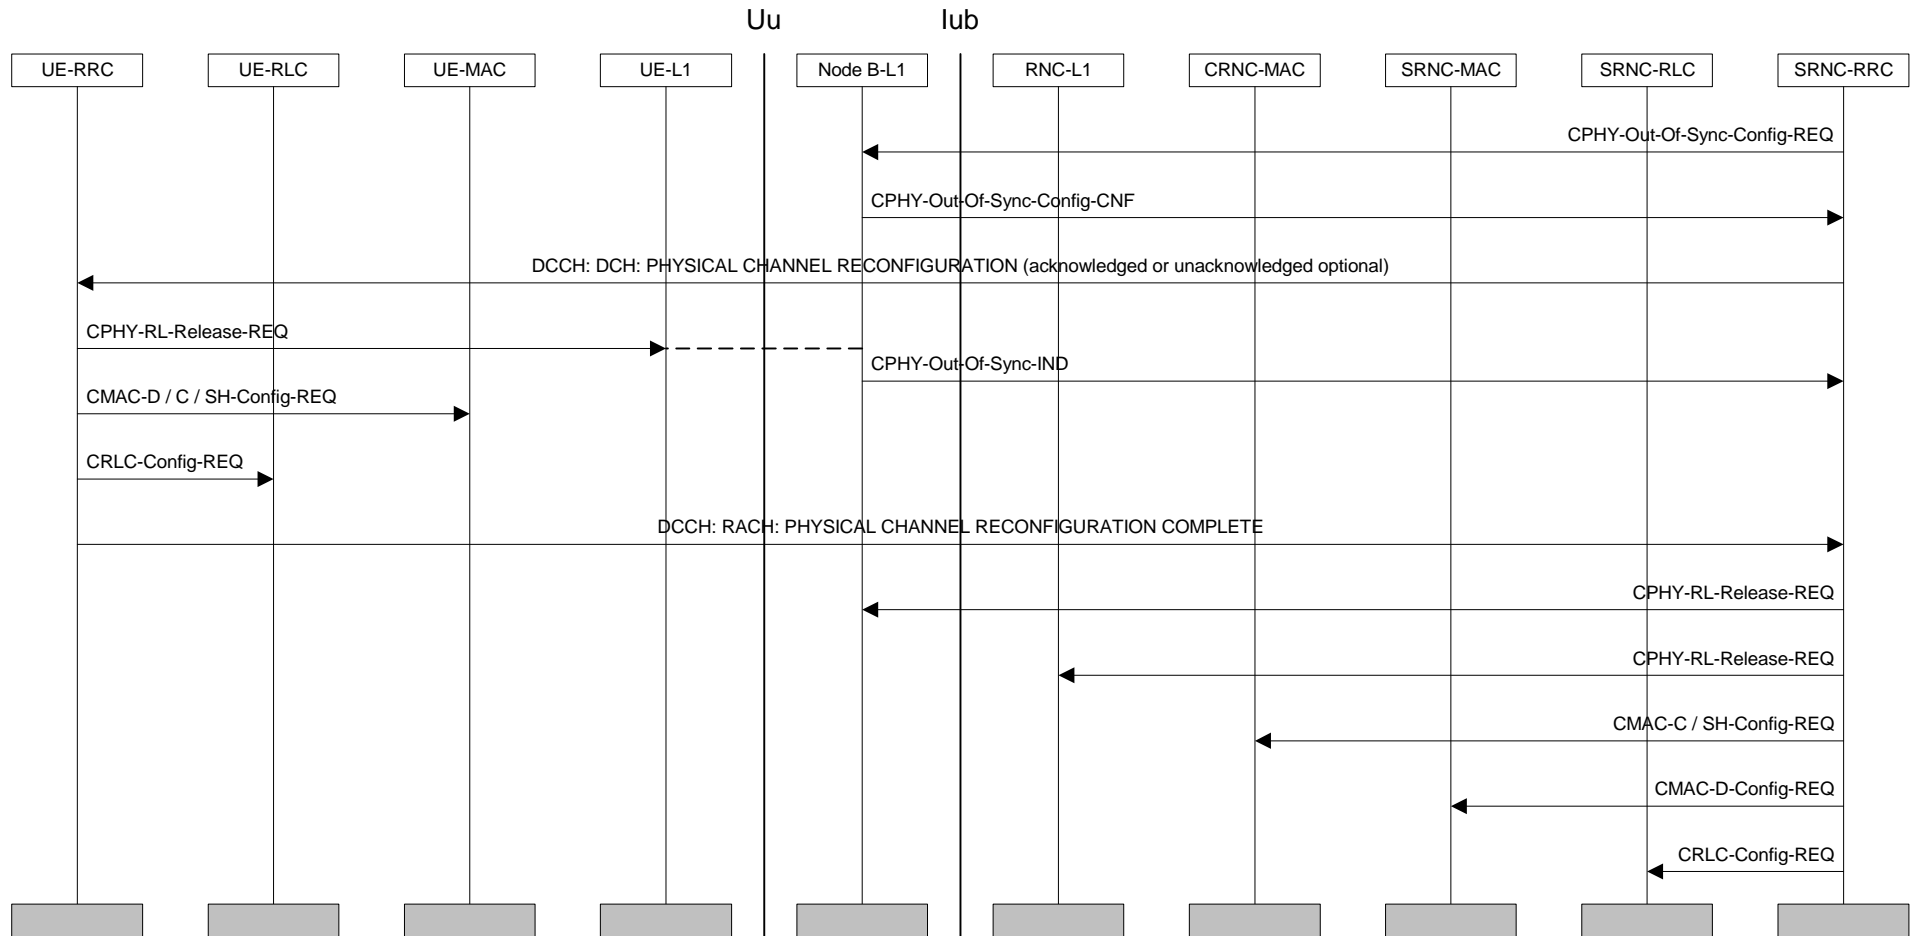 Uu
Iub
UE-RRC
UE-RLC
UE-MAC
UE-L1
Node B-L1
RNC-L1
CRNC-MAC
SRNC-MAC
SRNC-RLC
SRNC-RRC
CPHY-Out-Of-Sync-Config-REQ
CPHY-Out-Of-Sync-Config-CNF
DCCH: DCH: PHYSICAL CHANNEL RECONFIGURATION (acknowledged or unacknowledged optional)
CPHY-RL-Release-REQ
CPHY-Out-Of-Sync-IND
CMAC-D / C / SH-Config-REQ
CRLC-Config-REQ
DCCH: RACH: PHYSICAL CHANNEL RECONFIGURATION COMPLETE
CPHY-RL-Release-REQ
CPHY-RL-Release-REQ
CMAC-C / SH-Config-REQ
CMAC-D-Config-REQ
CRLC-Config-REQ